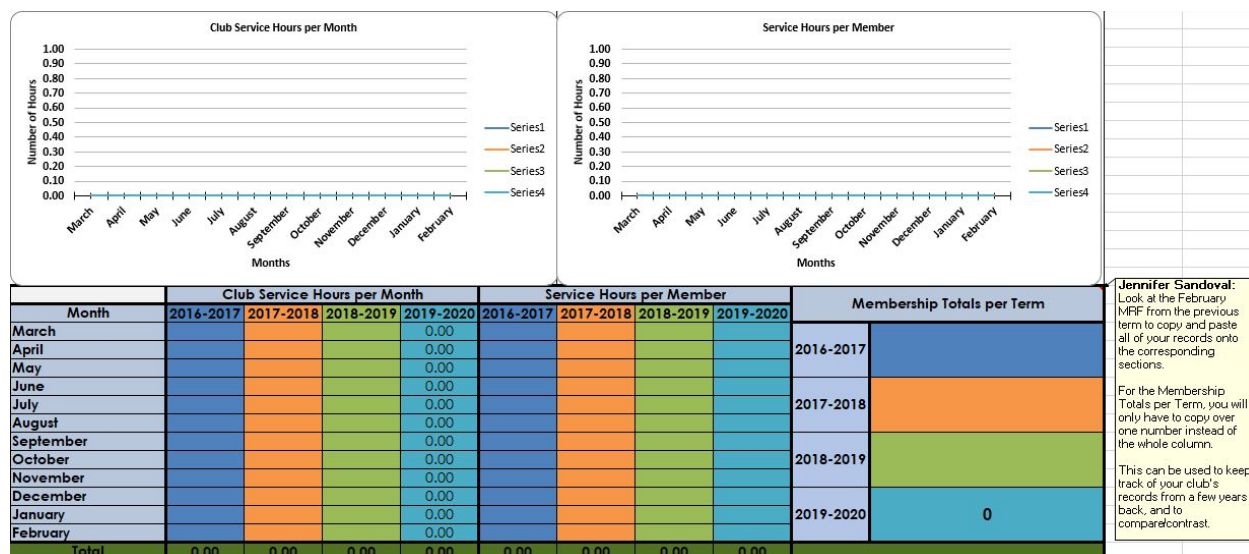 Club Service Hours per Month
1.00
0.90
0.80
0.70
0.60
0.50
0.40
0.30
0.20
0.10
0.00
Number of Hours
March April May June July August September October November December January February
Months
Series1
Series2
Series3
Series4
Service Hours per Member
1.00
0.90
0.80
0.70
0.60
0.50
0.40
0.30
0.20
0.10
0.00
Number of Hours
March April May June July August September October November December January February
Months
Series1
Series2
Series3
Series4
Club Service Hours per Month Service Hours per Member Membership Totals per Term
Month 2016-2017 2017-2018 2018-2019 2019-2020 2016-2017 2017-2018 2018-2019 2019-2020
March 0.00
April 0.00
May 0.00
June 0.00
July 0.00
August 0.00
September 0.00
October 0.00
November 0.00
December 0.00
January 0.00
February 0.00
Total 0.00 0.00 0.00 0.00 0.00 0.00 0.00 0.00
2016-2017
2017-2018
2018-2019
2019-2020 0
Jennifer Sandoval:
Look at the February
MRF from the previous
term to copy and paste
all of your records onto
the corresponding
sections.
For the Membership
Totals per Term, you will
only have to copy over
one number instead of
the whole column.
This can be used to keep
track of your club's
records from a few years
back, and to
compare/contrast.